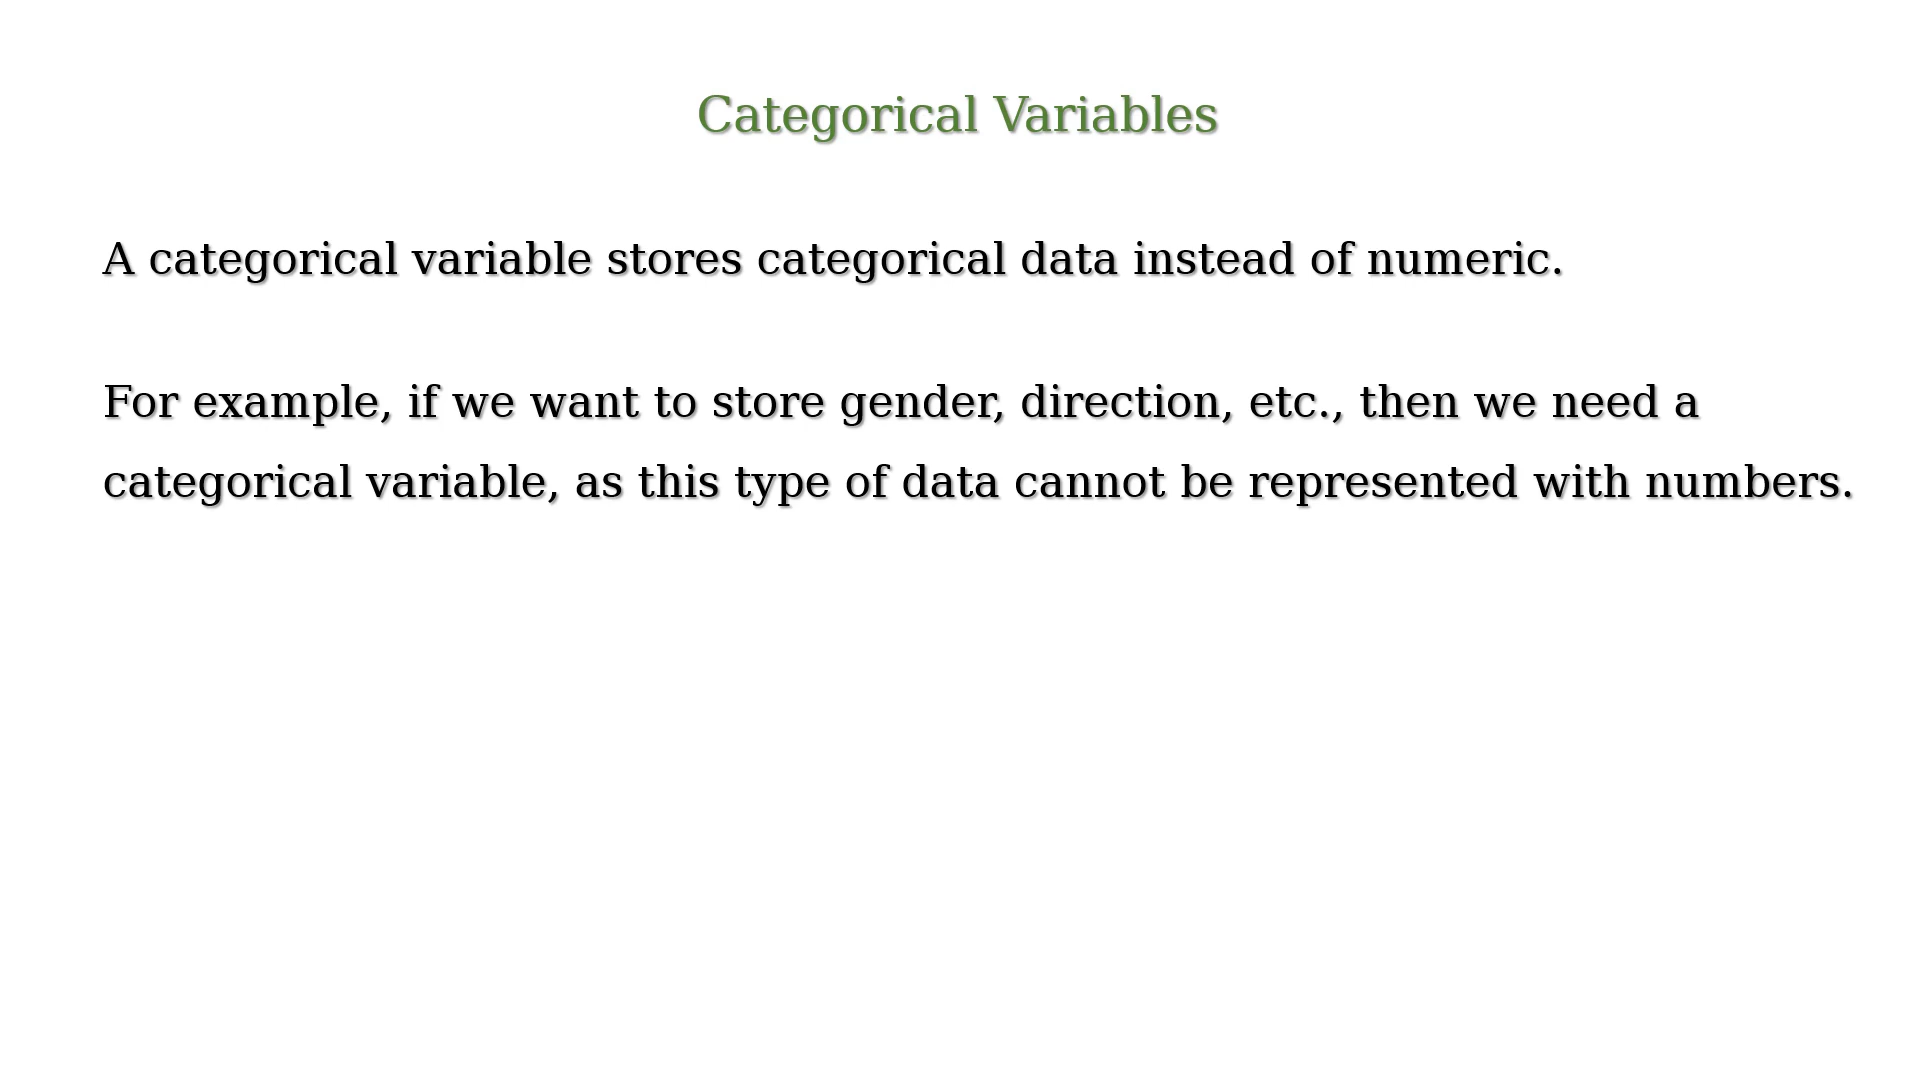 Categorical Variables
A categorical variable stores categorical data instead of numeric.
For example, if we want to store gender, direction, etc., then we need a
categorical variable, as this type of data cannot be represented with numbers.